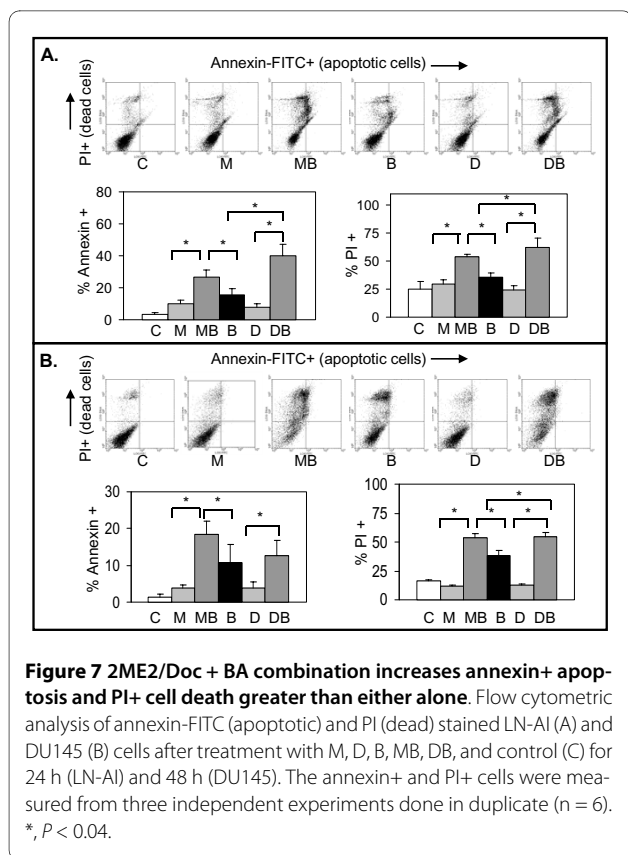 A.
Annexin-FITC+ (apoptotic cells)
PI+ (dead cells)
C M MB B D DB
% Annexin +
80
60
40
20
0
* * * *
C M MB B D DB
% PI +
100
75
50
25
0
* * * *
C M MB B D DB
B.
Annexin-FITC+ (apoptotic cells)
PI+ (dead cells)
C M MB B D DB
% Annexin +
30
20
10
0
* * *
C M MB B D DB
% PI +
100
75
50
25
0
* * * *
C M MB B D DB
Figure 7 2ME2/Doc + BA combination increases annexin+ apop-
tosis and PI+ cell death greater than either alone. Flow cytometric
analysis of annexin-FITC (apoptotic) and PI (dead) stained LN-AI (A) and
DU145 (B) cells after treatment with M, D, B, MB, DB, and control (C) for
24 h (LN-AI) and 48 h (DU145). The annexin+ and PI+ cells were mea-
sured from three independent experiments done in duplicate (n = 6).
*, P < 0.04.